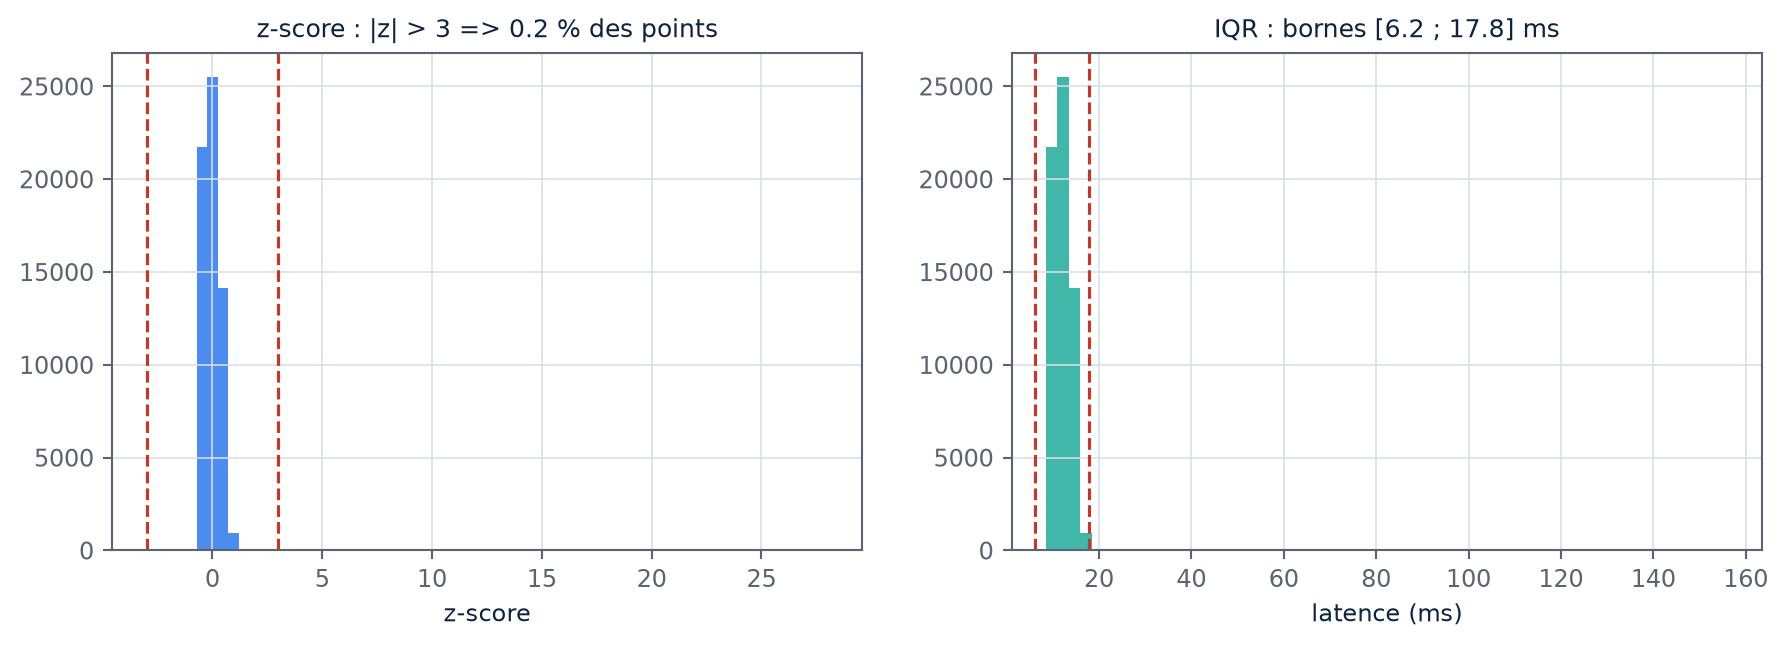 z-score : |z| > 3 => 0.2 % des points
25000
20000
15000
10000
5000
0
0 5 10 15 20 25
z-score
IQR : bornes [6.2 ; 17.8] ms
25000
20000
15000
10000
5000
0
20 40 60 80 100 120 140 160
latence (ms)